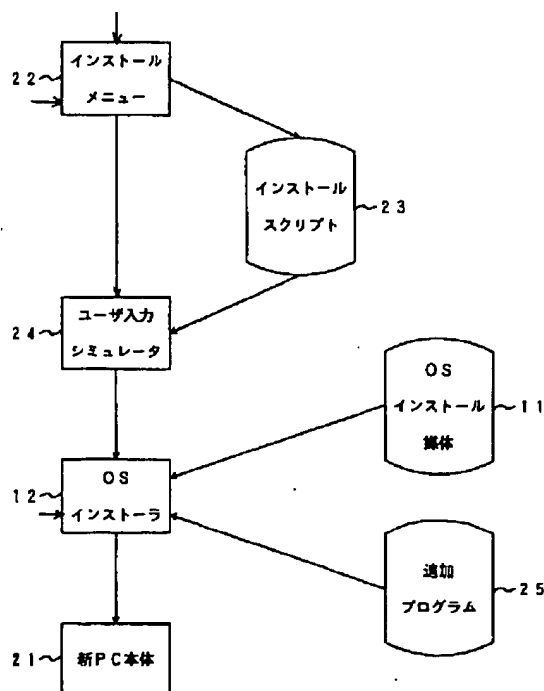 22
インストール
メニュー
インストール
スクリプト
23
24
ユーザ入力
シミュレータ
OS
インストール
媒体
11
12
OS
インストーラ
追加
プログラム
25
21
新PC本体